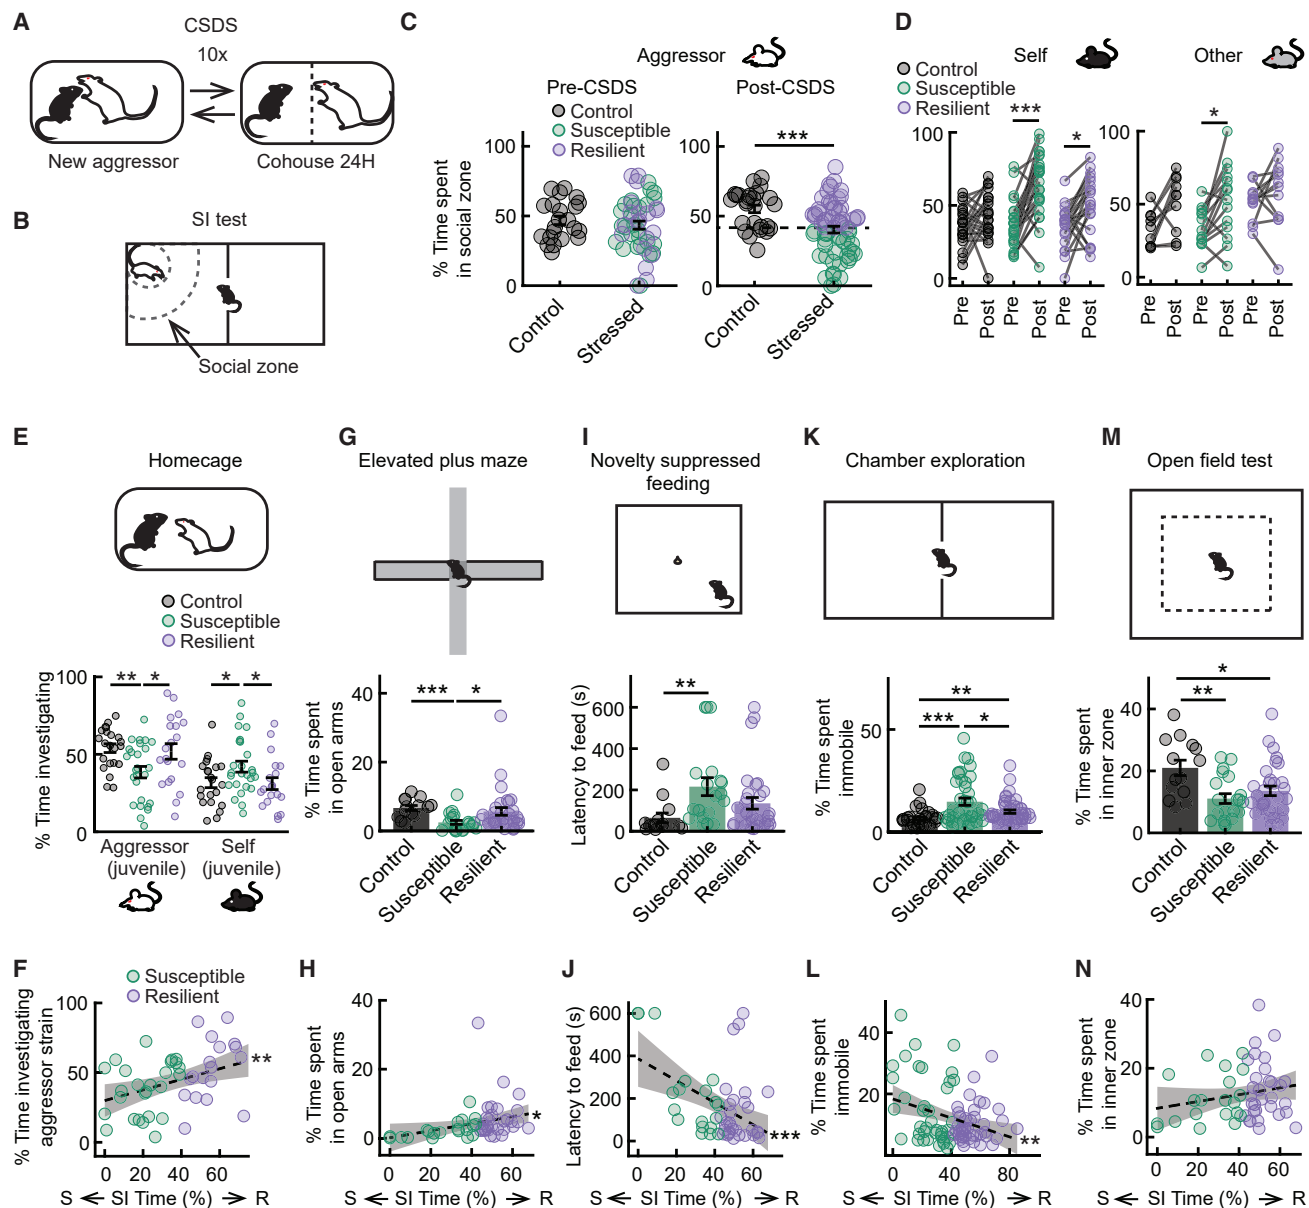 A
CSDS
10x
New aggressor
Cohouse 24H
B
SI test
Social zone
C
Aggressor
Pre-CSDS
Post-CSDS
Control
Susceptible
Resilient
***
% Time spent
in social zone
100
50
0
100
50
0
Control
Stressed
Control
Stressed
D
Control
Susceptible
Resilient
Self
Other
***
*
*
100
50
0
100
50
0
Pre
Post
Pre
Post
Pre
Post
Pre
Post
Pre
Post
Pre
Post
E
Homecage
Control
Susceptible
Resilient
% Time investigating
100
50
0
**
*
*
*
Aggressor
(juvenile)
Self
(juvenile)
G
Elevated plus maze
% Time spent
in open arms
40
20
0
***
*
Control
Susceptible
Resilient
I
Novelty suppressed
feeding
Latency to feed (s)
600
400
200
0
**
Control
Susceptible
Resilient
K
Chamber exploration
% Time spent
immobile
50
0
**
***
*
Control
Susceptible
Resilient
M
Open field test
% Time spent
in inner zone
40
20
0
*
**
Control
Susceptible
Resilient
F
Susceptible
Resilient
% Time investigating
aggressor strain
100
50
0
**
0
20
40
60
S
SI Time (%)
R
H
% Time spent
in open arms
40
20
0
*
0
20
40
60
S
SI Time (%)
R
J
Latency to feed (s)
600
400
200
0
***
0
20
40
60
S
SI Time (%)
R
L
% Time spent
immobile
40
20
**
0
40
80
S
SI Time (%)
R
N
% Time spent
in inner zone
40
20
0
0
20
40
60
S
SI Time (%)
R